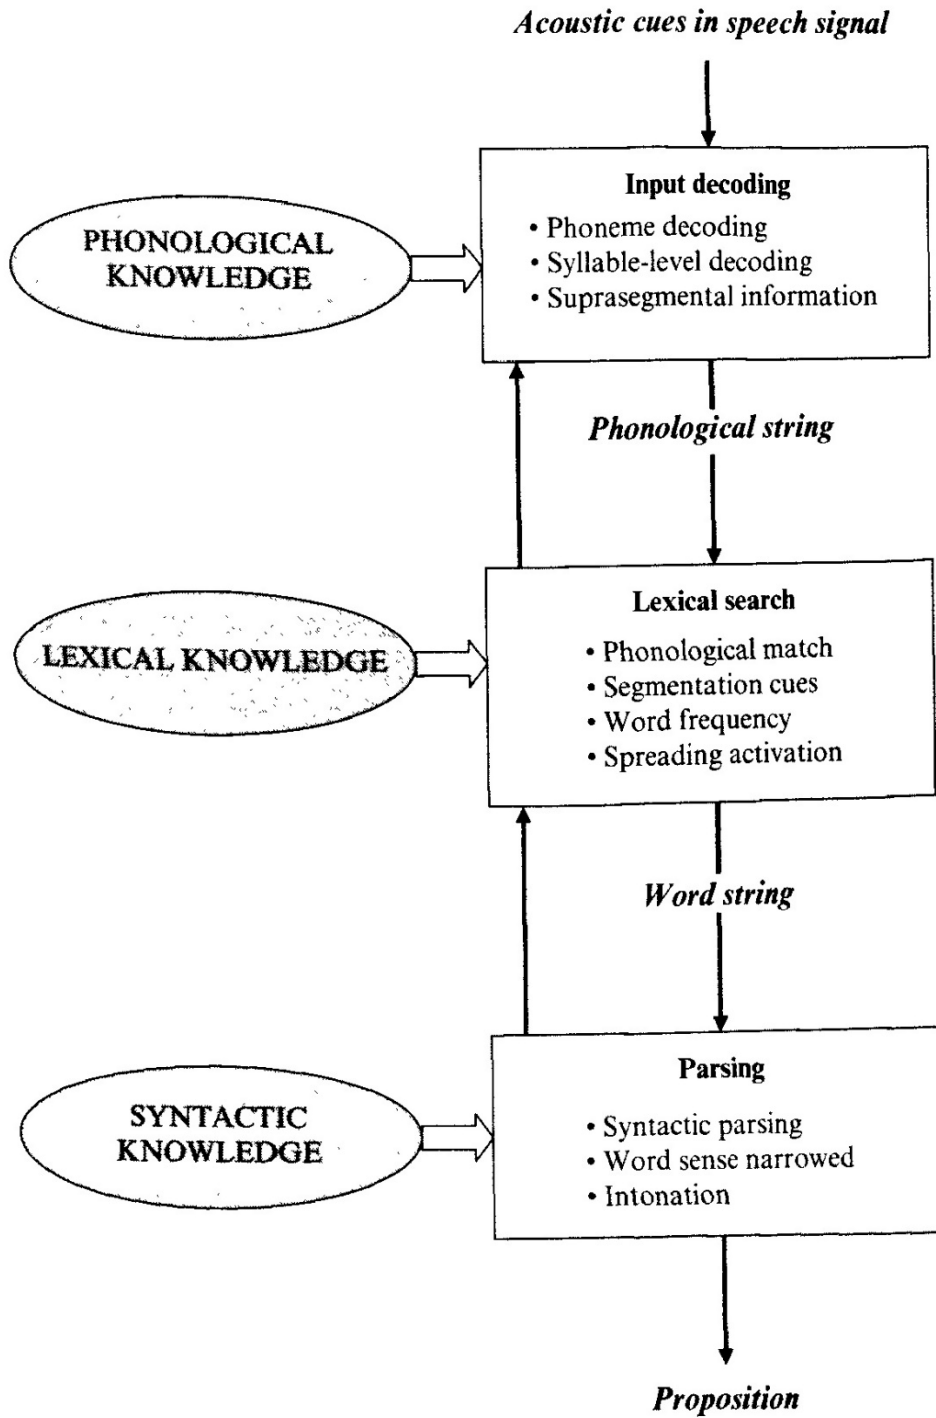 Acoustic cues in speech signal
Input decoding
• Phoneme decoding
• Syllable-level decoding
• Suprasegmental information
PHONOLOGICAL
KNOWLEDGE
Phonological string
Lexical search
• Phonological match
• Segmentation cues
• Word frequency
• Spreading activation
LEXICAL KNOWLEDGE
Word string
Parsing
• Syntactic parsing
• Word sense narrowed
• Intonation
SYNTACTIC
KNOWLEDGE
Proposition